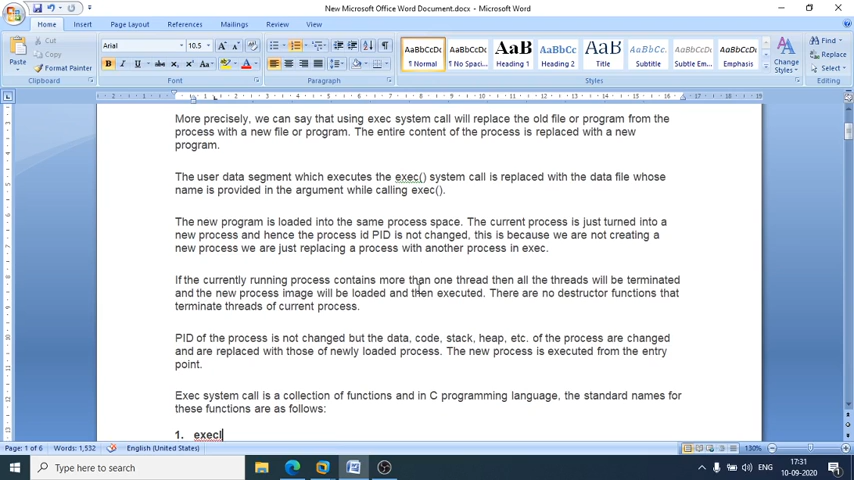 New Microsoft Office Word Document.docx - Microsoft Word
Home Insert Page Layout References Mailings Review View
Cut
Copy
Format Painter
Paste
Clipboard
Arial 10.5
Font
Paragraph
AaBbCcDc AaBbCcDc AaBbC AaBbCc AaB AaBbCcL AaBbCcDt AaBbCcDt
¶ Normal ¶ No Spaci... Heading 1 Heading 2 Title Subtitle Subtle Em... Emphasis
Change Styles
Styles
Find
Replace
Select
Editing
More precisely, we can say that using exec system call will replace the old file or program from the
process with a new file or program. The entire content of the process is replaced with a new
program.
The user data segment which executes the exec() system call is replaced with the data file whose
name is provided in the argument while calling exec().
The new program is loaded into the same process space. The current process is just turned into a
new process and hence the process id PID is not changed, this is because we are not creating a
new process we are just replacing a process with another process in exec.
If the currently running process contains more than one thread then all the threads will be terminated
and the new process image will be loaded and then executed. There are no destructor functions that
terminate threads of current process.
PID of the process is not changed but the data, code, stack, heap, etc. of the process are changed
and are replaced with those of newly loaded process. The new process is executed from the entry
point.
Exec system call is a collection of functions and in C programming language, the standard names for
these functions are as follows:
1. execl
Page: 1 of 6 Words: 1,532 English (United States) 130%
Type here to search
ENG
17:31
10-09-2020